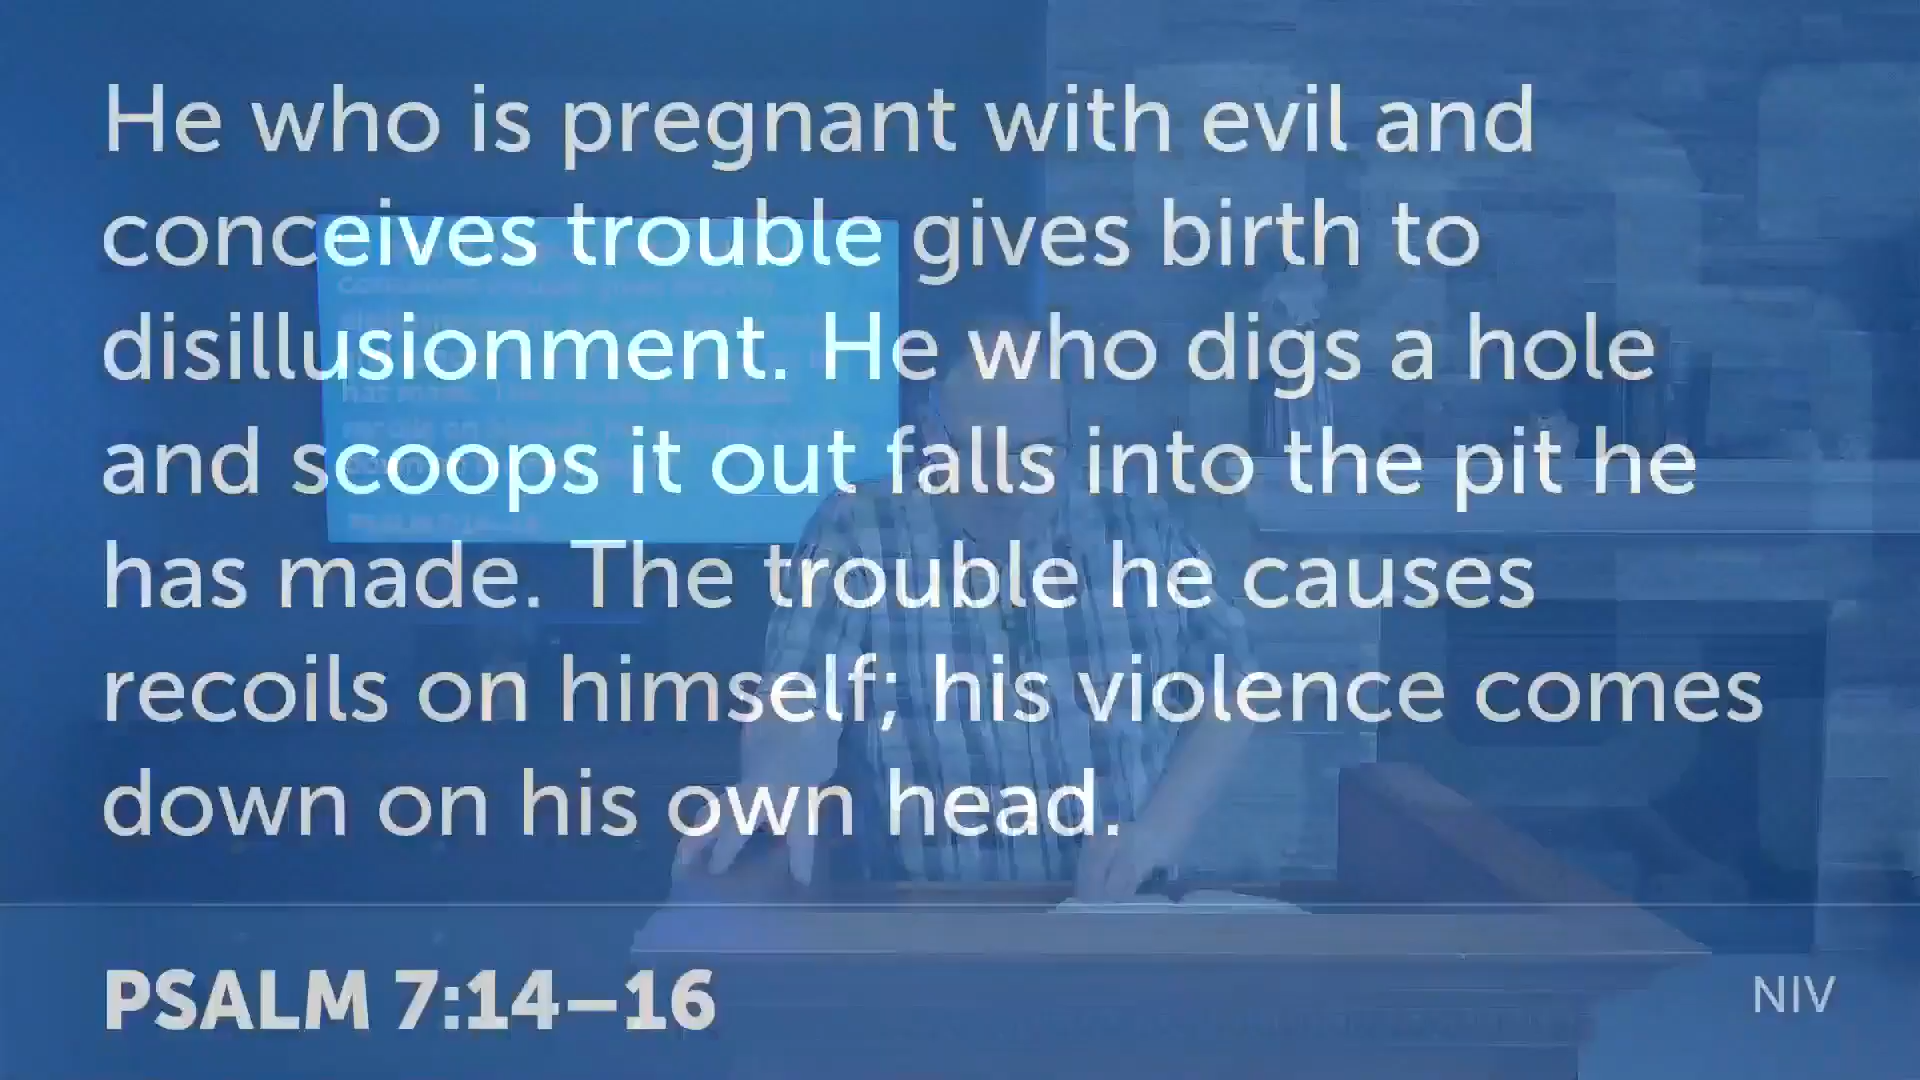 He who is pregnant with evil and
conceives trouble gives birth to
disillusionment. He who digs a hole
and scoops it out falls into the pit he
has made. The trouble he causes
recoils on himself; his violence comes
down on his own head.
PSALM 7:14–16
NIV